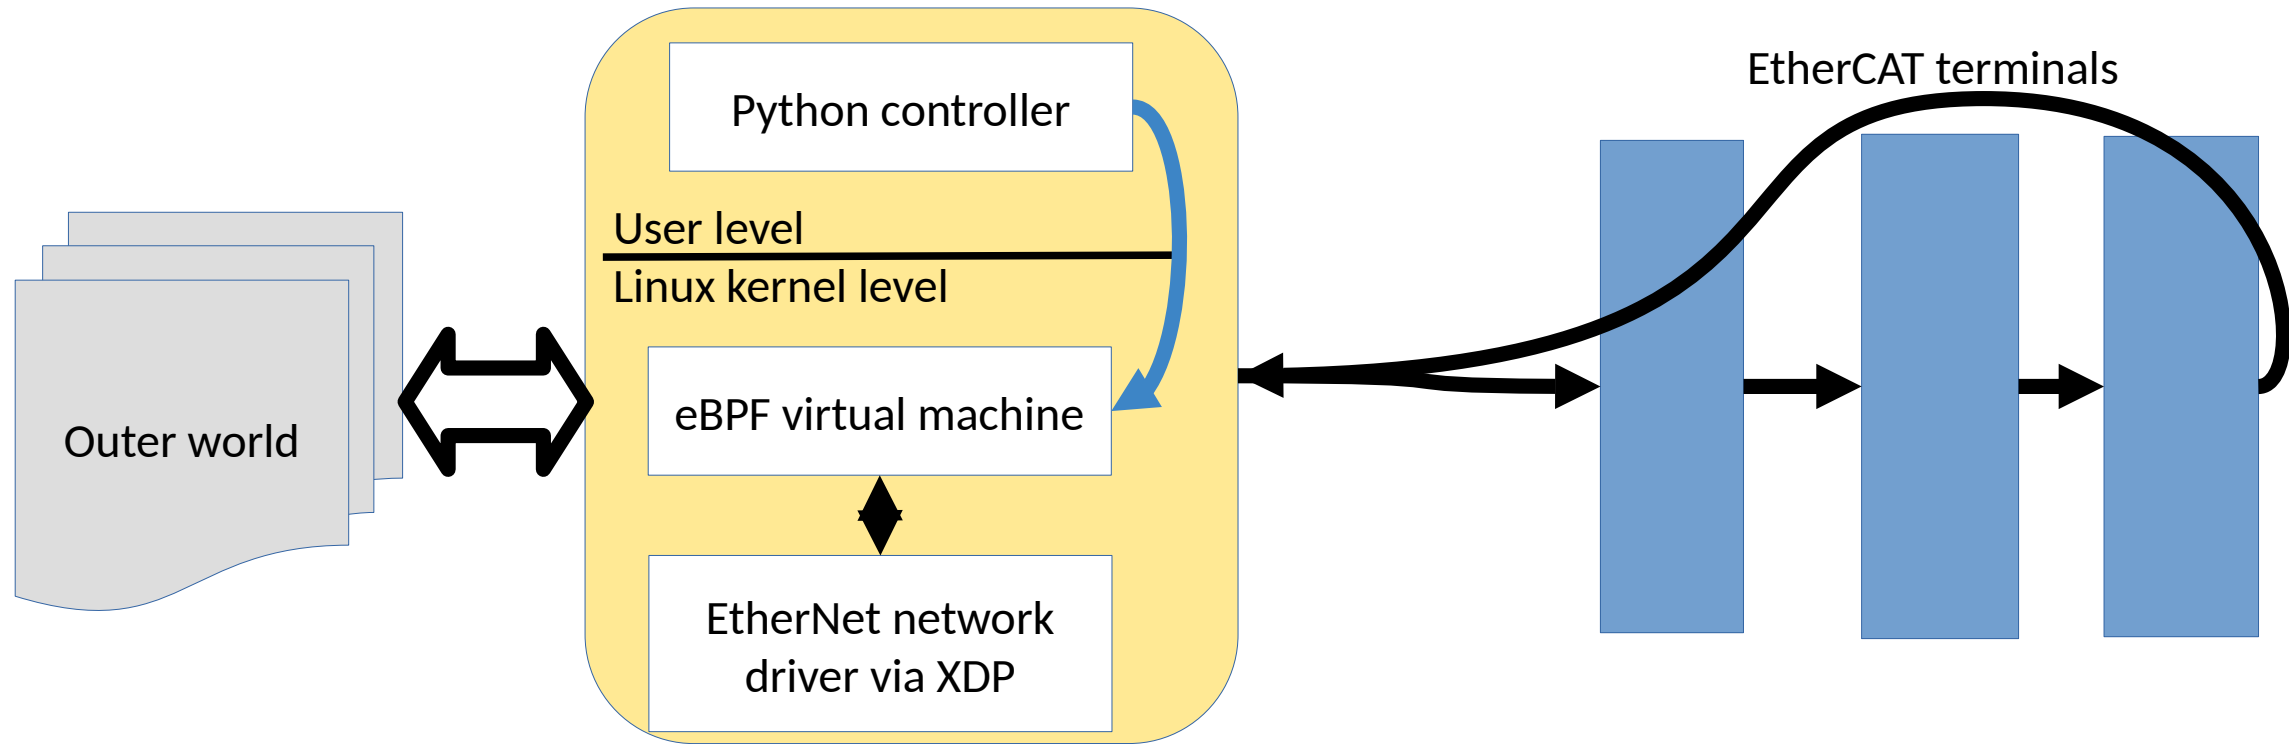 Outer world
Python controller
User level
Linux kernel level
eBPF virtual machine
EtherNet network
driver via XDP
EtherCAT terminals